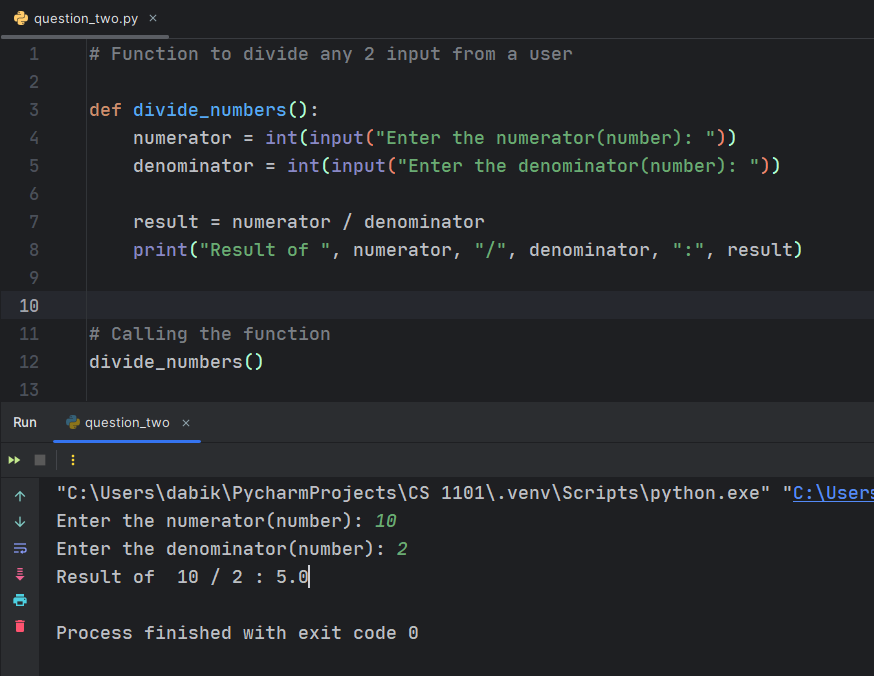 question_two.py ×
1 # Function to divide any 2 input from a user
2
3 def divide_numbers():
4     numerator = int(input("Enter the numerator(number): "))
5     denominator = int(input("Enter the denominator(number): "))
6
7     result = numerator / denominator
8     print("Result of ", numerator, "/", denominator, ":", result)
9
10
11 # Calling the function
12 divide_numbers()
13
Run question_two ×
"C:\Users\dabik\PycharmProjects\CS 1101\.venv\Scripts\python.exe" "C:\Users
Enter the numerator(number): 10
Enter the denominator(number): 2
Result of  10 / 2 : 5.0
Process finished with exit code 0